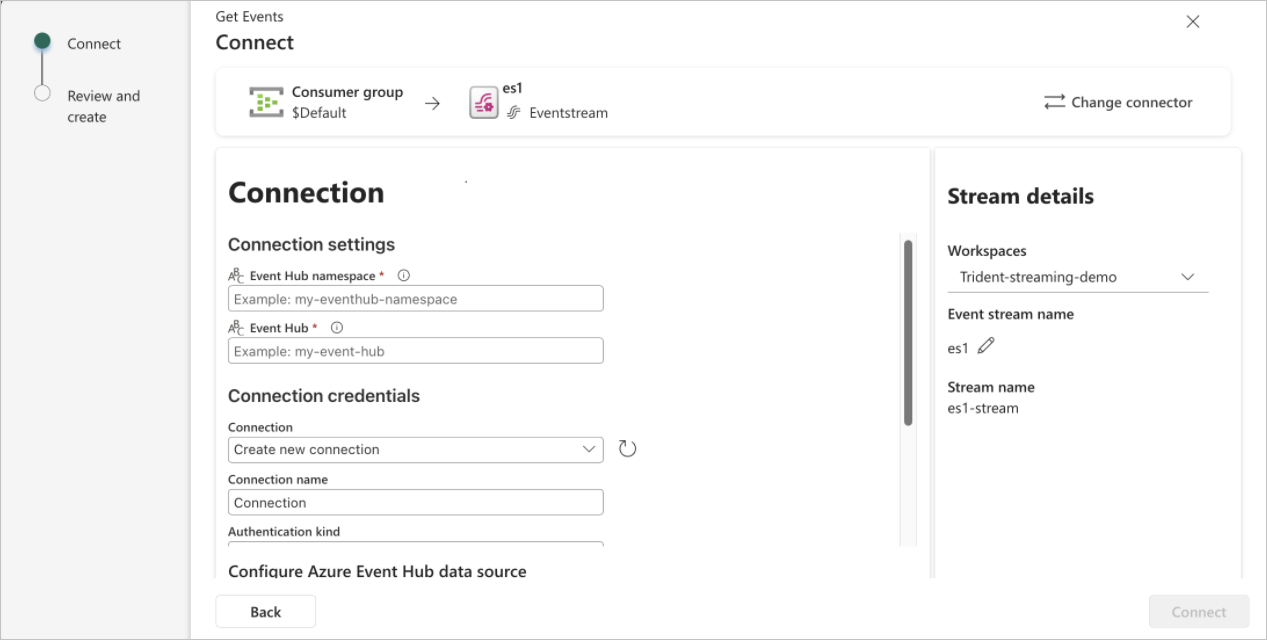 Connect
Review and
create
Get Events
Connect
Consumer group
$Default
es1
Eventstream
Change connector
Connection
Connection settings
ABC Event Hub namespace *
Example: my-eventhub-namespace
ABC Event Hub *
Example: my-event-hub
Connection credentials
Connection
Create new connection
Connection name
Connection
Authentication kind
Configure Azure Event Hub data source
Stream details
Workspaces
Trident-streaming-demo
Event stream name
es1
Stream name
es1-stream
Back
Connect